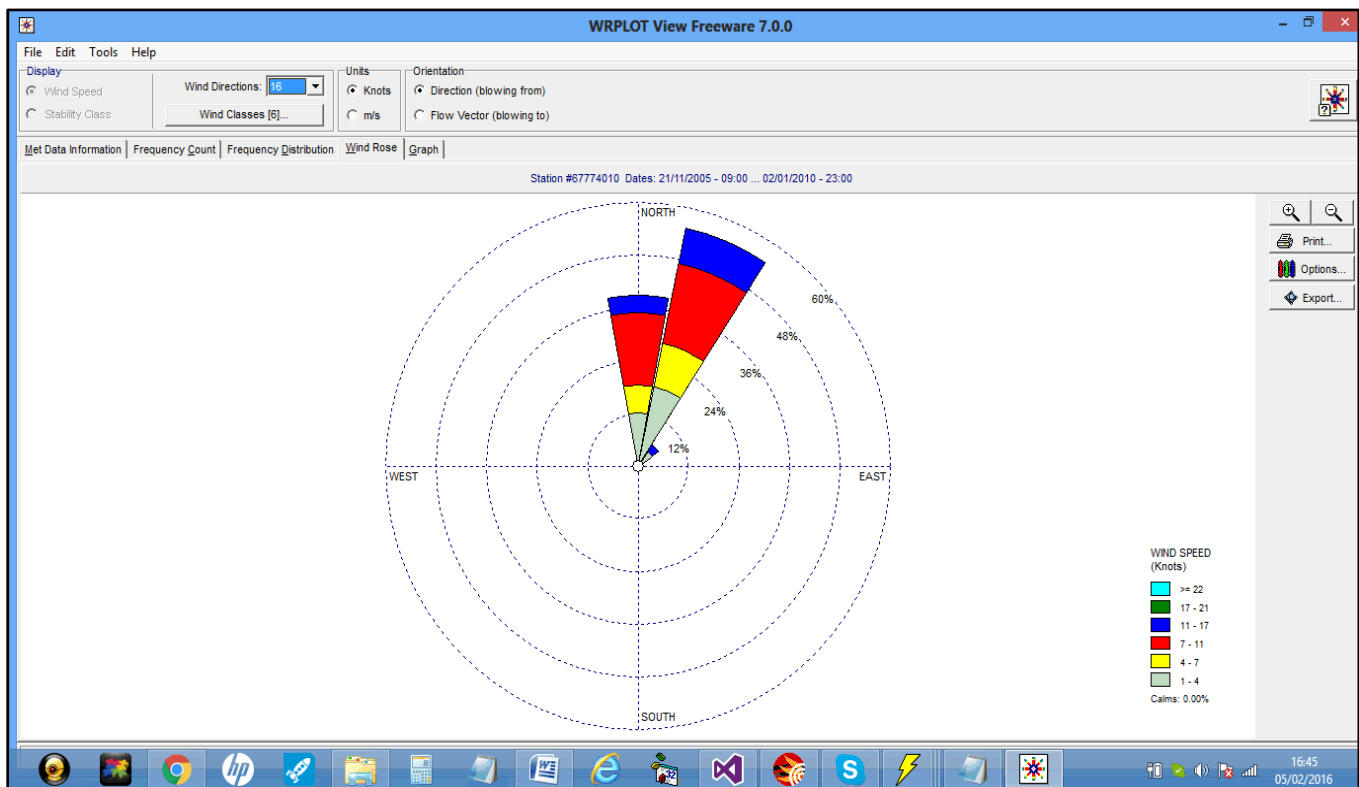 WRPLOT View Freeware 7.0.0
File Edit Tools Help
Display
Wind Speed
Stability Class
Wind Directions: 16
Wind Classes [6]...
Units
Knots
m/s
Orientation
Direction (blowing from)
Flow Vector (blowing to)
Met Data Information Frequency Count Frequency Distribution Wind Rose Graph
Station #67774010 Dates: 21/11/2005 - 09:00 ... 02/01/2010 - 23:00
Print...
Options...
Export...
NORTH
60%
48%
36%
24%
12%
WEST
EAST
SOUTH
WIND SPEED
(Knots)
>= 22
17 - 21
11 - 17
7 - 11
4 - 7
1 - 4
Calms: 0.00%
hp
W
32
S
16:45
05/02/2016